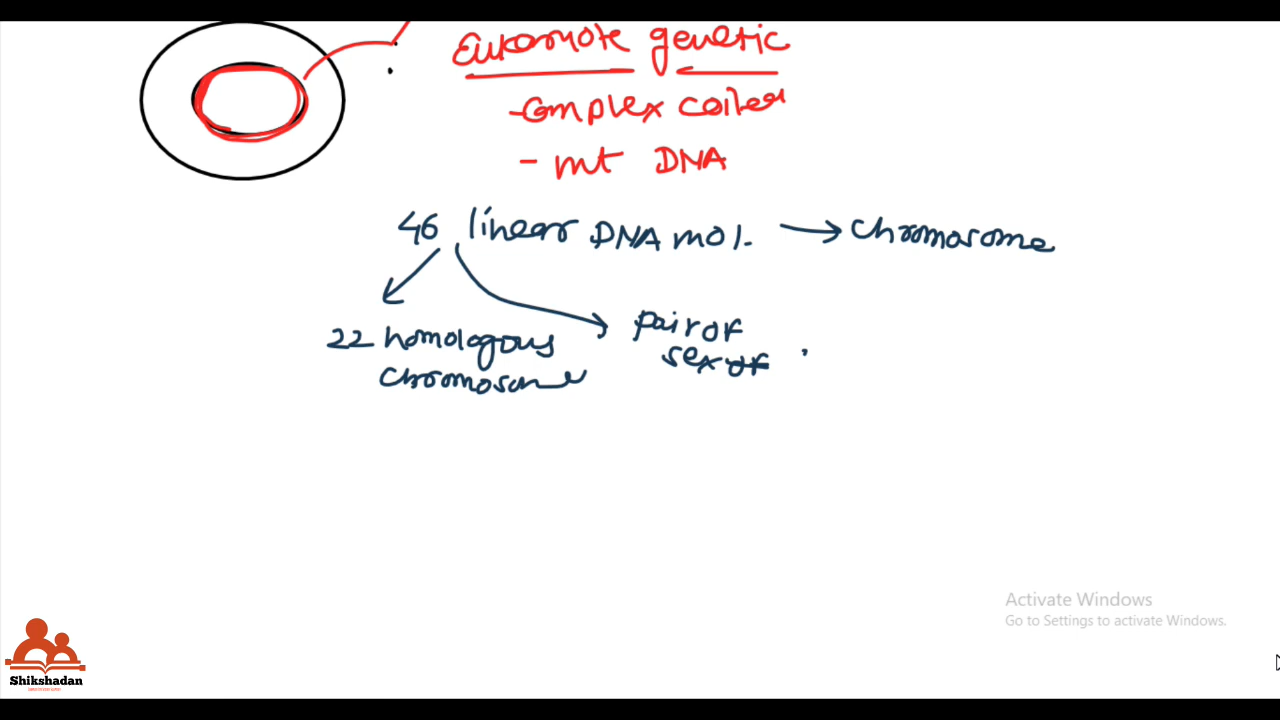 Eukarnote genetic
- Complex coiled
- mt DNA
46 linear DNA mol. → chromosome
22 homologous
chromosome
pair of
sex of
Activate Windows
Go to Settings to activate Windows.
Shikshadan